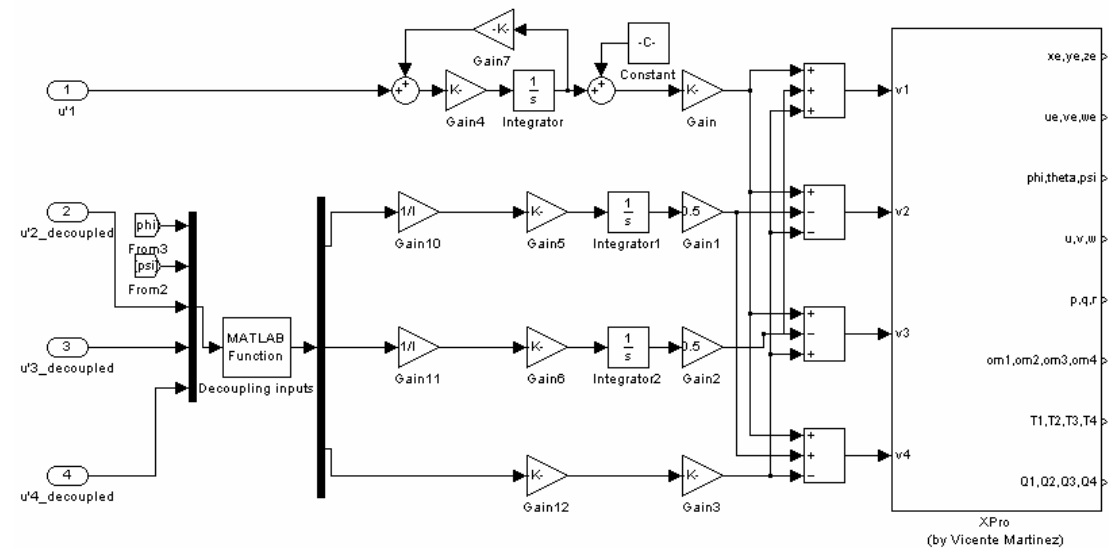 -K-
Gain7
-C-
Constant
1
u'1
+
+
K-
Gain4
1
s
Integrator
+
+
K-
Gain
+
+
+
v1
xe,ye,ze
ue,ve,we
phi,theta,psi
u,v,w
p,q,r
om1,om2,om3,om4
T1,T2,T3,T4
Q1,Q2,Q3,Q4
2
u'2_decoupled
phi
From3
[psi]
From2
1/I
Gain10
K-
Gain5
1
s
Integrator1
0.5
Gain1
+
−
−
v2
3
u'3_decoupled
MATLAB
Function
Decoupling inputs
1/I
Gain11
K-
Gain6
1
s
Integrator2
0.5
Gain2
+
−
+
v3
4
u'4_decoupled
K-
Gain12
K-
Gain3
+
+
−
v4
XPro
(by Vicente Martinez)